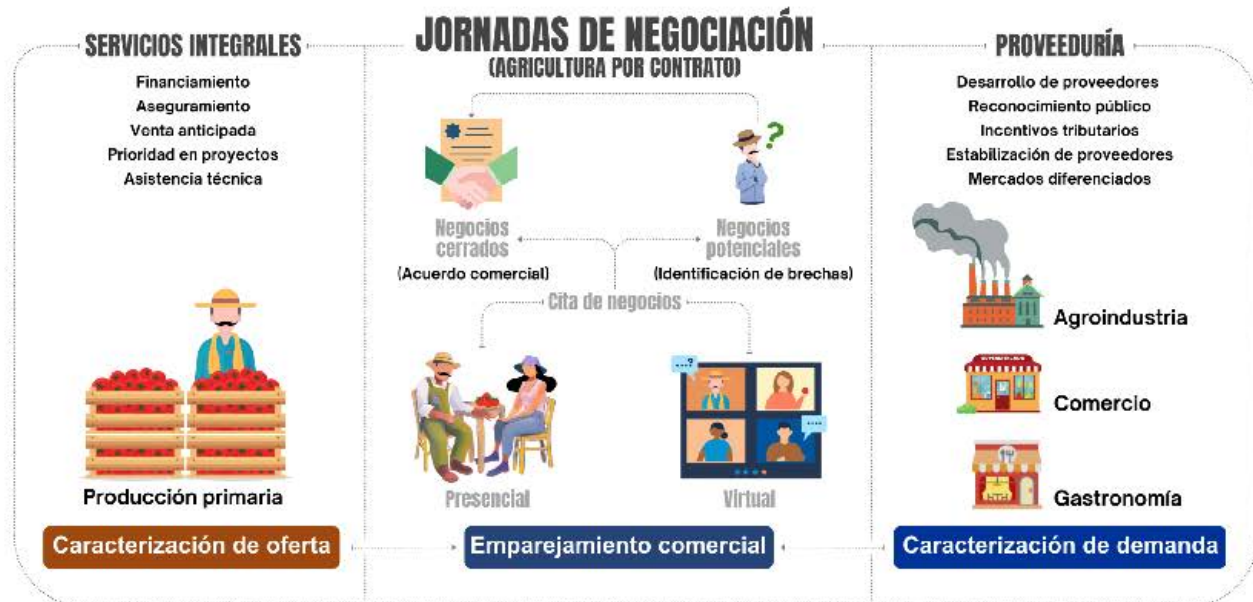 SERVICIOS INTEGRALES
Financiamiento
Aseguramiento
Venta anticipada
Prioridad en proyectos
Asistencia técnica
Producción primaria
Caracterización de oferta
JORNADAS DE NEGOCIACIÓN
(AGRICULTURA POR CONTRATO)
?
Negocios
cerrados
(Acuerdo comercial)
Negocios
potenciales
(Identificación de brechas)
Cita de negocios
...?
....
Presencial
Virtual
Emparejamiento comercial
PROVEEDURÍA
Desarrollo de proveedores
Reconocimiento público
Incentivos tributarios
Estabilización de proveedores
Mercados diferenciados
Agroindustria
Comercio
Gastronomía
Caracterización de demanda